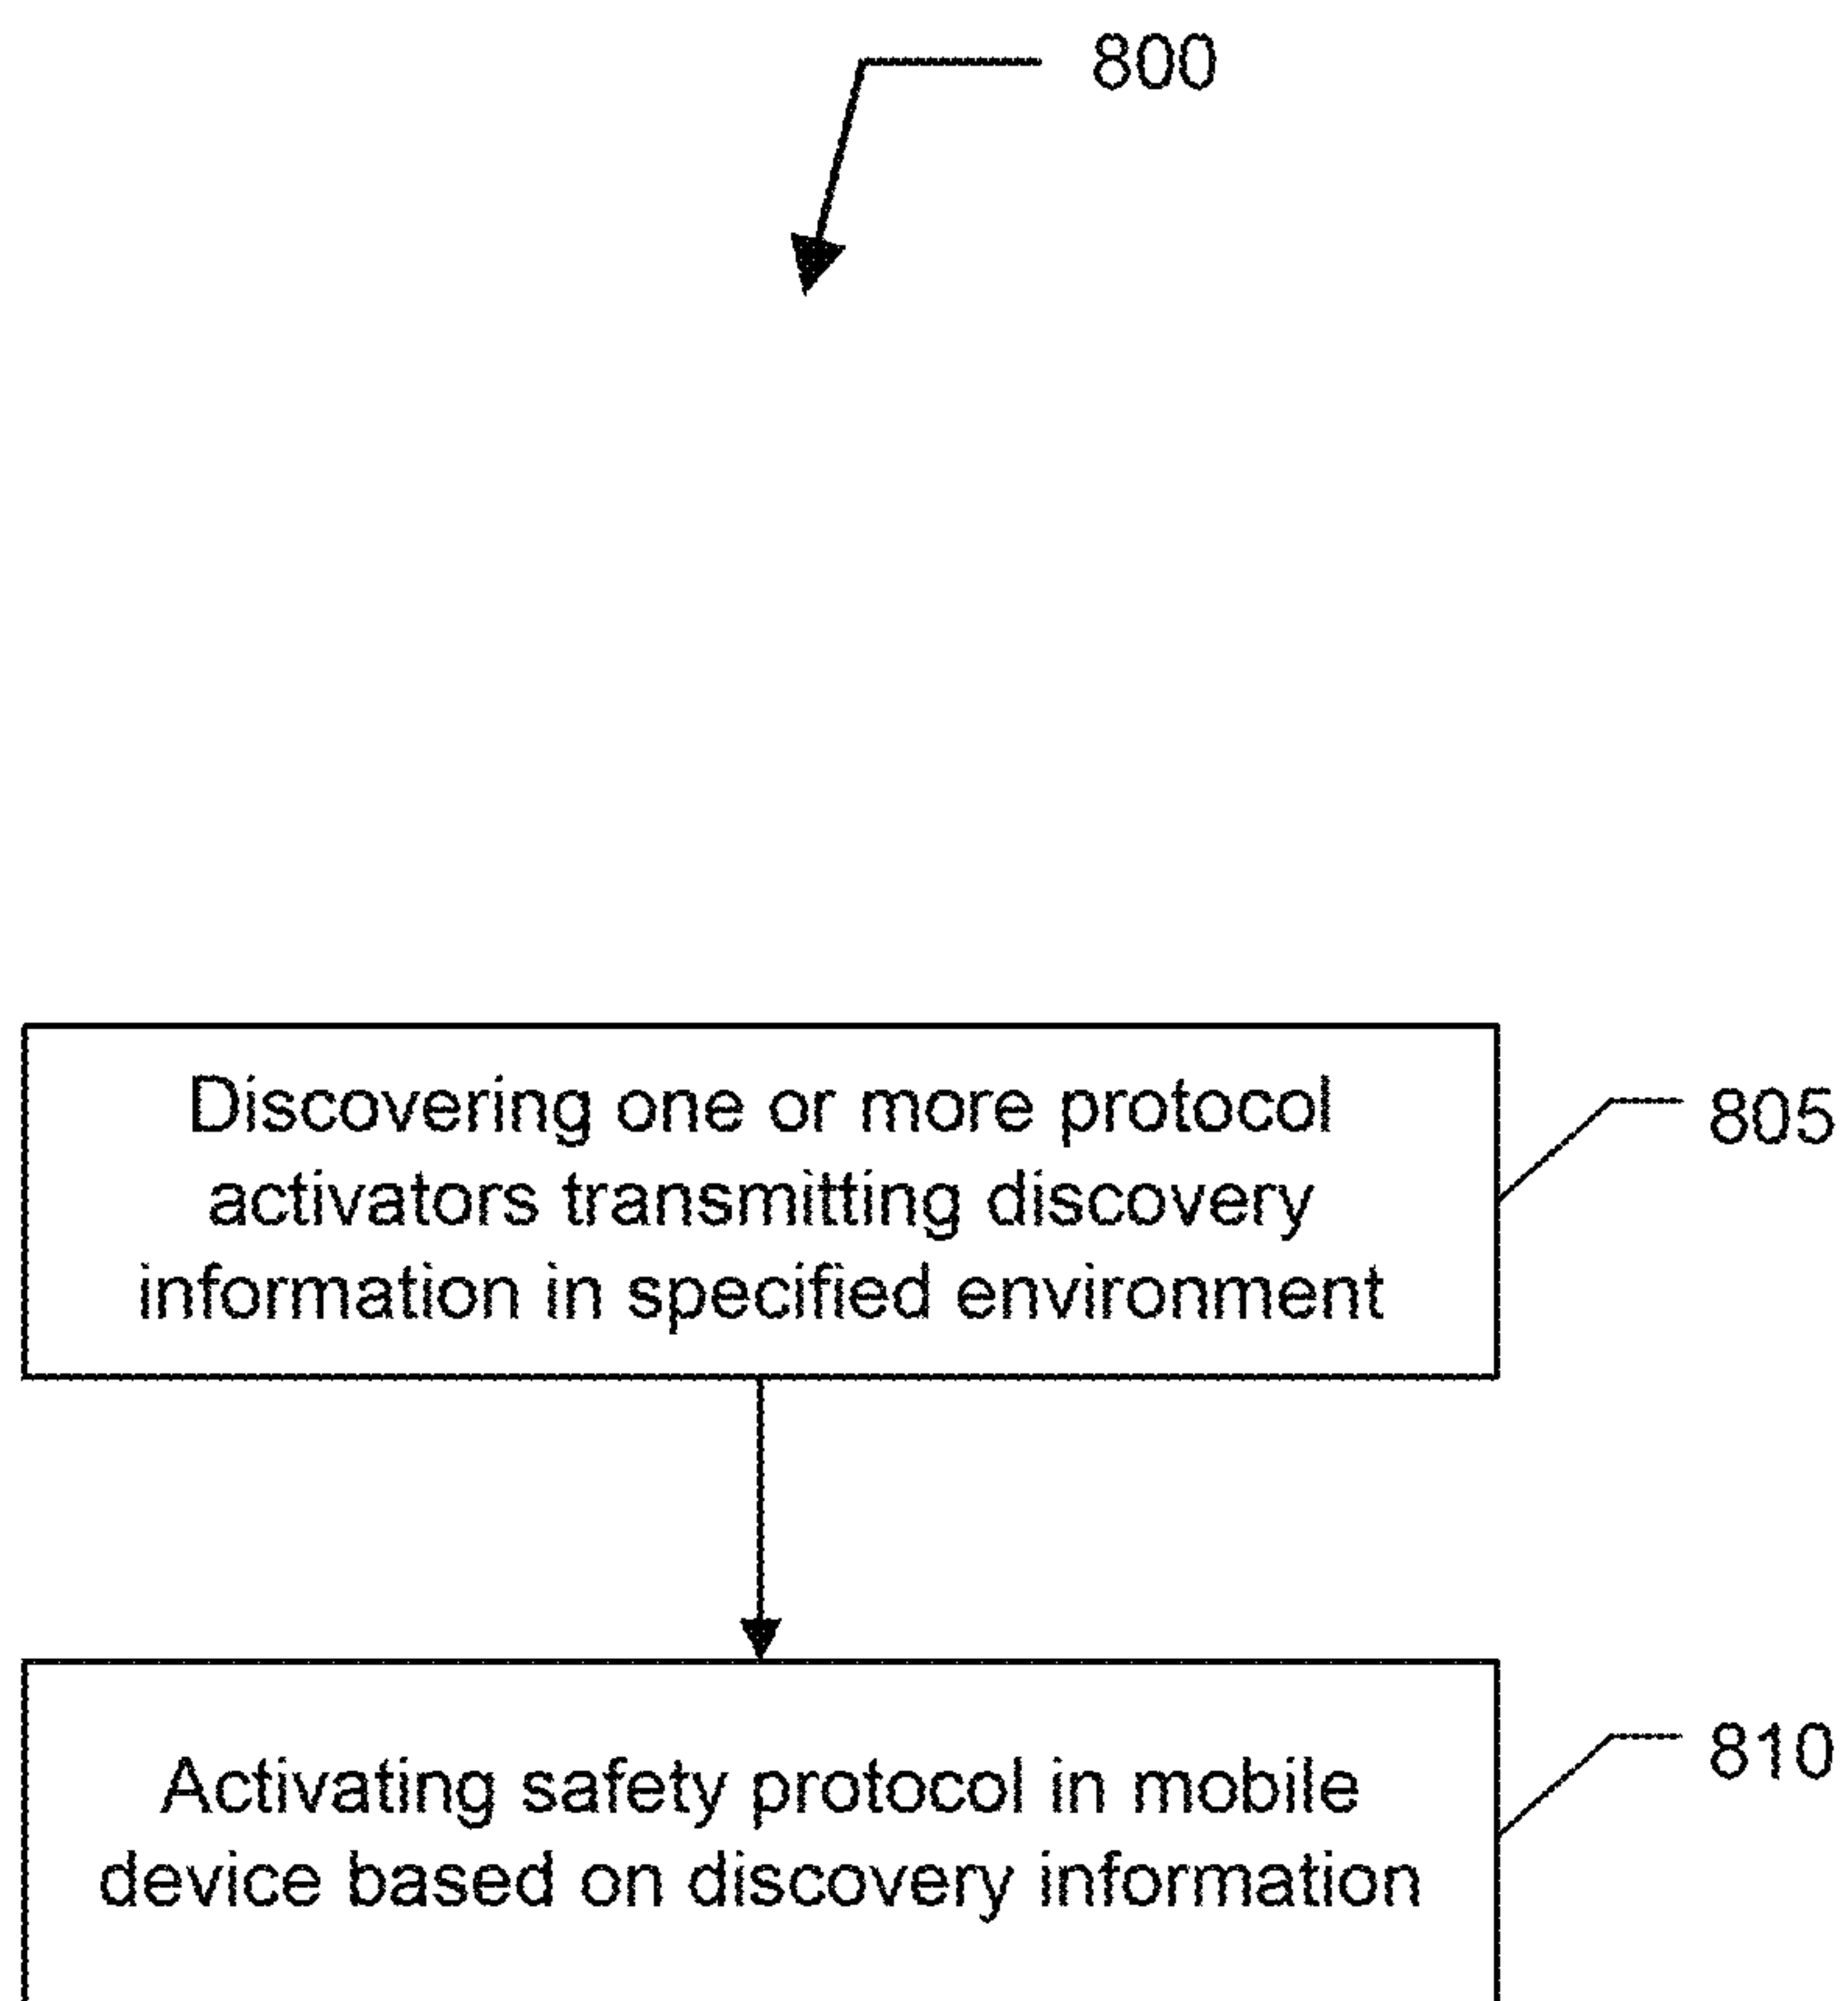 800
Discovering one or more protocol
activators transmitting discovery
information in specified environment
805
Activating safety protocol in mobile
device based on discovery information
810